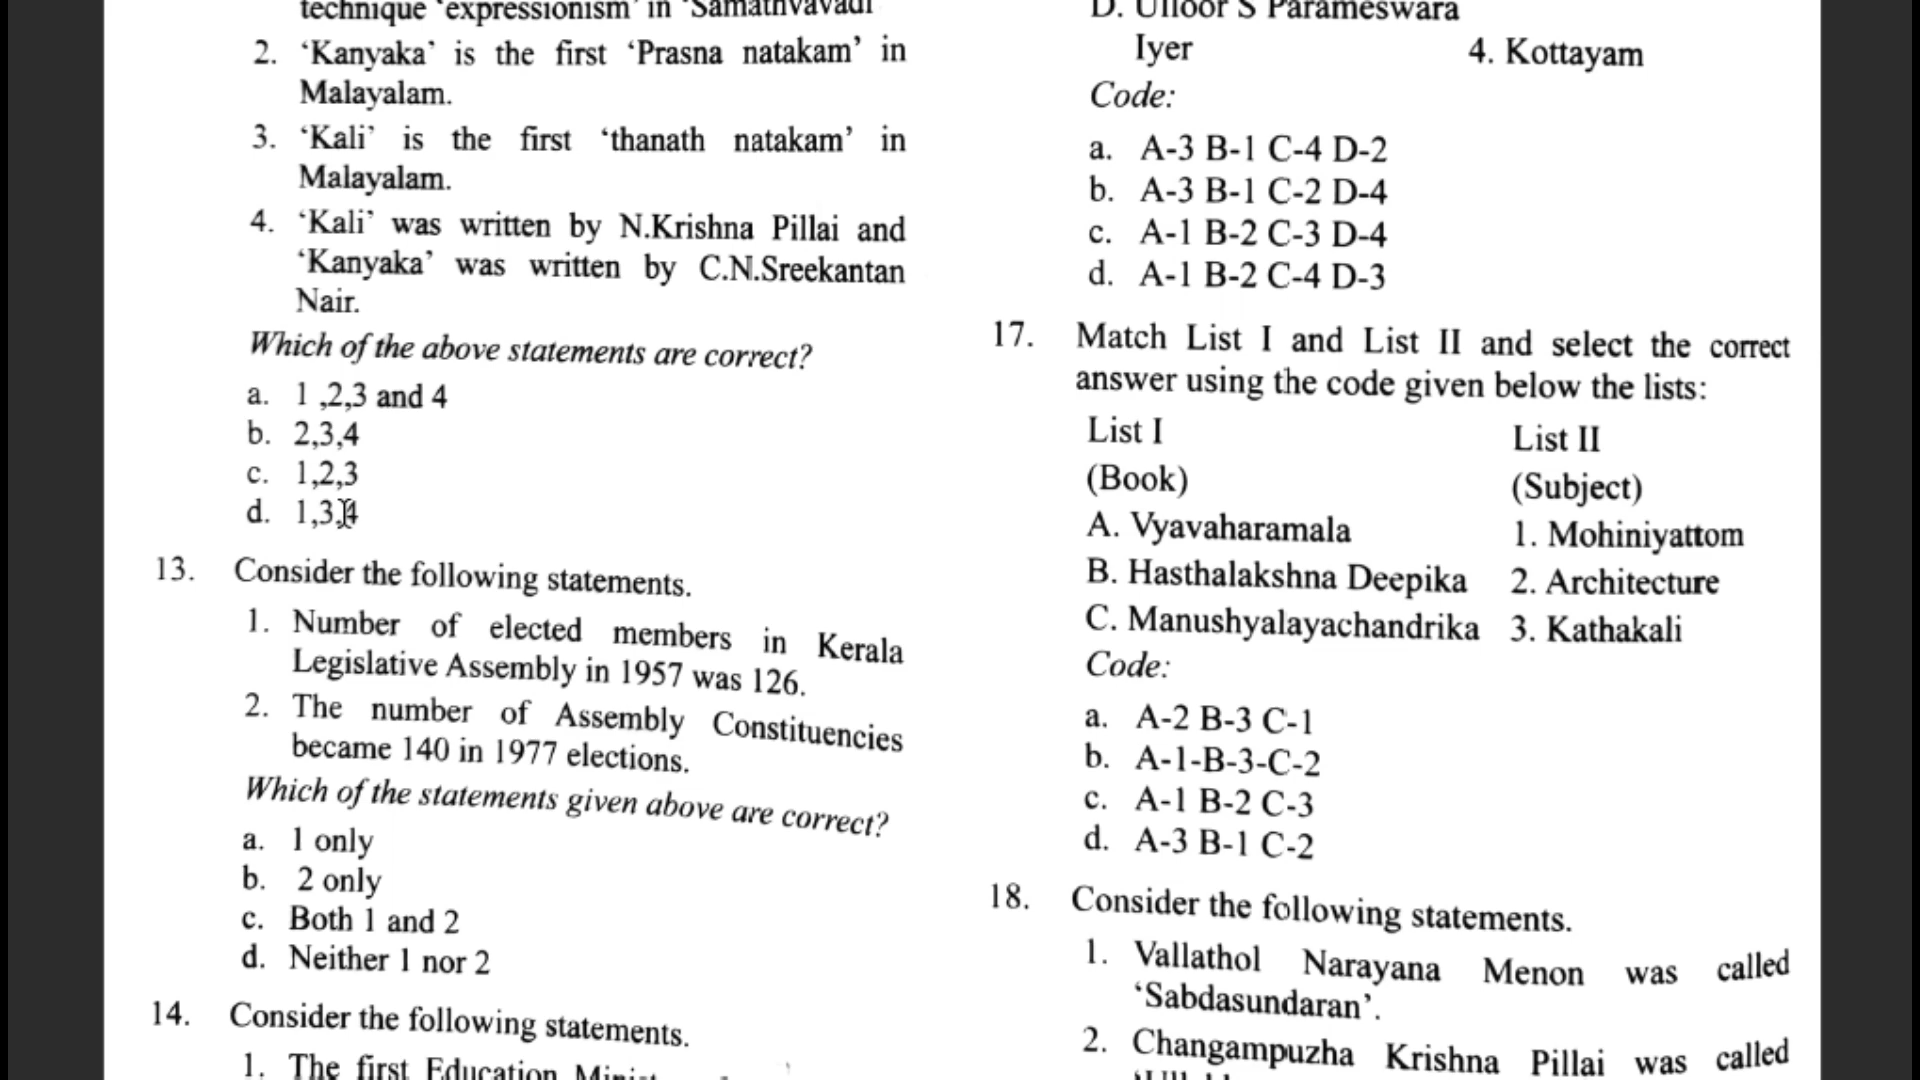 technique 'expressionism' in 'Samathvavadi'
2. 'Kanyaka' is the first 'Prasna natakam' in
Malayalam.
3. 'Kali' is the first 'thanath natakam' in
Malayalam.
4. 'Kali' was written by N.Krishna Pillai and
'Kanyaka' was written by C.N.Sreekantan
Nair.
Which of the above statements are correct?
a. 1 ,2,3 and 4
b. 2,3,4
c. 1,2,3
d. 1,3,4
13. Consider the following statements.
1. Number of elected members in Kerala
Legislative Assembly in 1957 was 126.
2. The number of Assembly Constituencies
became 140 in 1977 elections.
Which of the statements given above are correct?
a. 1 only
b. 2 only
c. Both 1 and 2
d. Neither 1 nor 2
14. Consider the following statements.
1. The first Education
D. Ulloor S Parameswara
Iyer 4. Kottayam
Code:
a. A-3 B-1 C-4 D-2
b. A-3 B-1 C-2 D-4
c. A-1 B-2 C-3 D-4
d. A-1 B-2 C-4 D-3
17. Match List I and List II and select the correct
answer using the code given below the lists:
List I List II
(Book) (Subject)
A. Vyavaharamala 1. Mohiniyattom
B. Hasthalakshna Deepika 2. Architecture
C. Manushyalayachandrika 3. Kathakali
Code:
a. A-2 B-3 C-1
b. A-1-B-3-C-2
c. A-1 B-2 C-3
d. A-3 B-1 C-2
18. Consider the following statements.
1. Vallathol Narayana Menon was called
'Sabdasundaran'.
2. Changampuzha Krishna Pillai was called